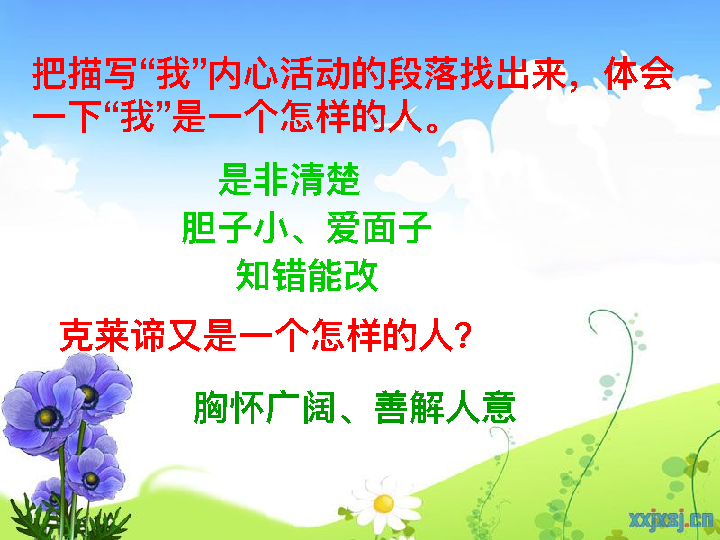 把描写“我”内心活动的段落找出来，体会
一下“我”是一个怎样的人。
是非清楚
胆子小、爱面子
知错能改
克莱谛又是一个怎样的人？
胸怀广阔、善解人意
xxjxsj.cn